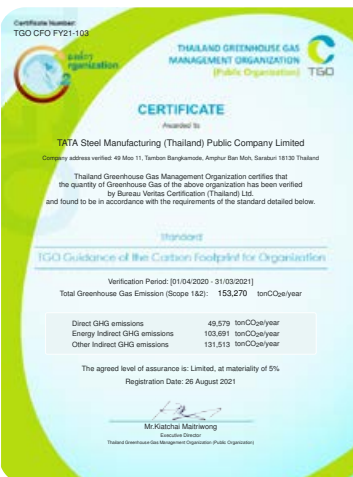 Certificate Number:
TGO CFO FY21-103
THAILAND GREENHOUSE GAS
MANAGEMENT ORGANIZATION
(Public Organization)
TGO
CERTIFICATE
Awarded to
TATA Steel Manufacturing (Thailand) Public Company Limited
Company address verified: 49 Moo 11, Tambon Bangkamode, Amphur Ban Moh, Saraburi 18130 Thailand
Thailand Greenhouse Gas Management Organization certifies that
the quantity of Greenhouse Gas of the above organization has been verified
by Bureau Veritas Certification (Thailand) Ltd.
and found to be in accordance with the requirements of the standard detailed below.
Standard
TGO Guidance of the Carbon Footprint for Organization
Verification Period: [01/04/2020 - 31/03/2021]
Total Greenhouse Gas Emission (Scope 1&2): 153,270 tonCO2e/year
Direct GHG emissions 49,579 tonCO2e/year
Energy Indirect GHG emissions 103,691 tonCO2e/year
Other Indirect GHG emissions 131,513 tonCO2e/year
The agreed level of assurance is: Limited, at materiality of 5%
Registration Date: 26 August 2021
Mr.Kiatchai Maitriwong
Executive Director
Thailand Greenhouse Gas Management Organization (Public Organization)